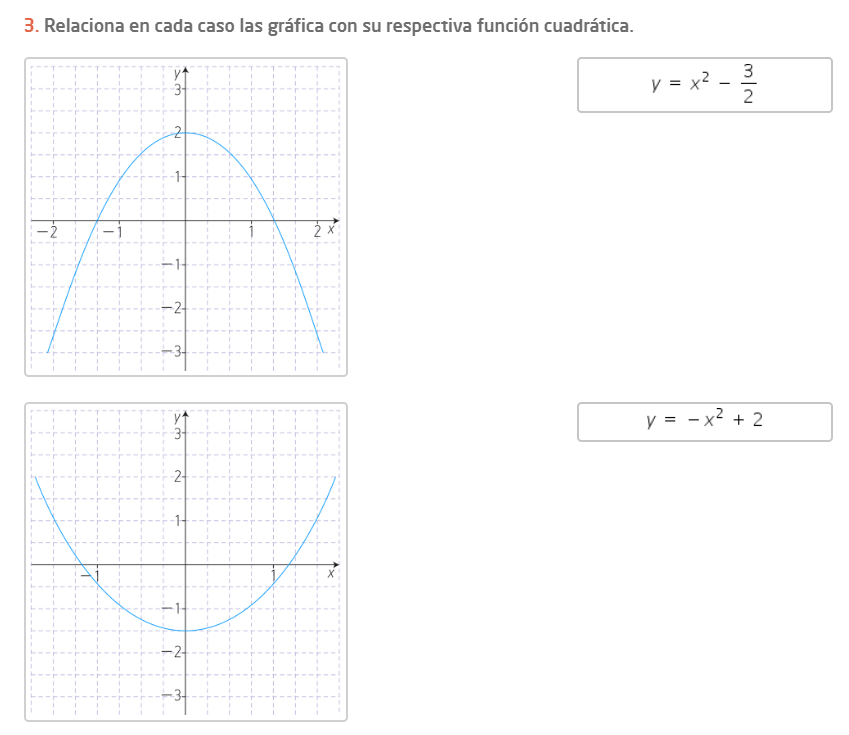 3. Relaciona en cada caso las gráfica con su respectiva función cuadrática.
y
3
2
1
−2
−1
1
2
x
−1
−2
−3
y = x² − 3/2
y
3
2
1
−1
1
x
−1
−2
−3
y = − x² + 2